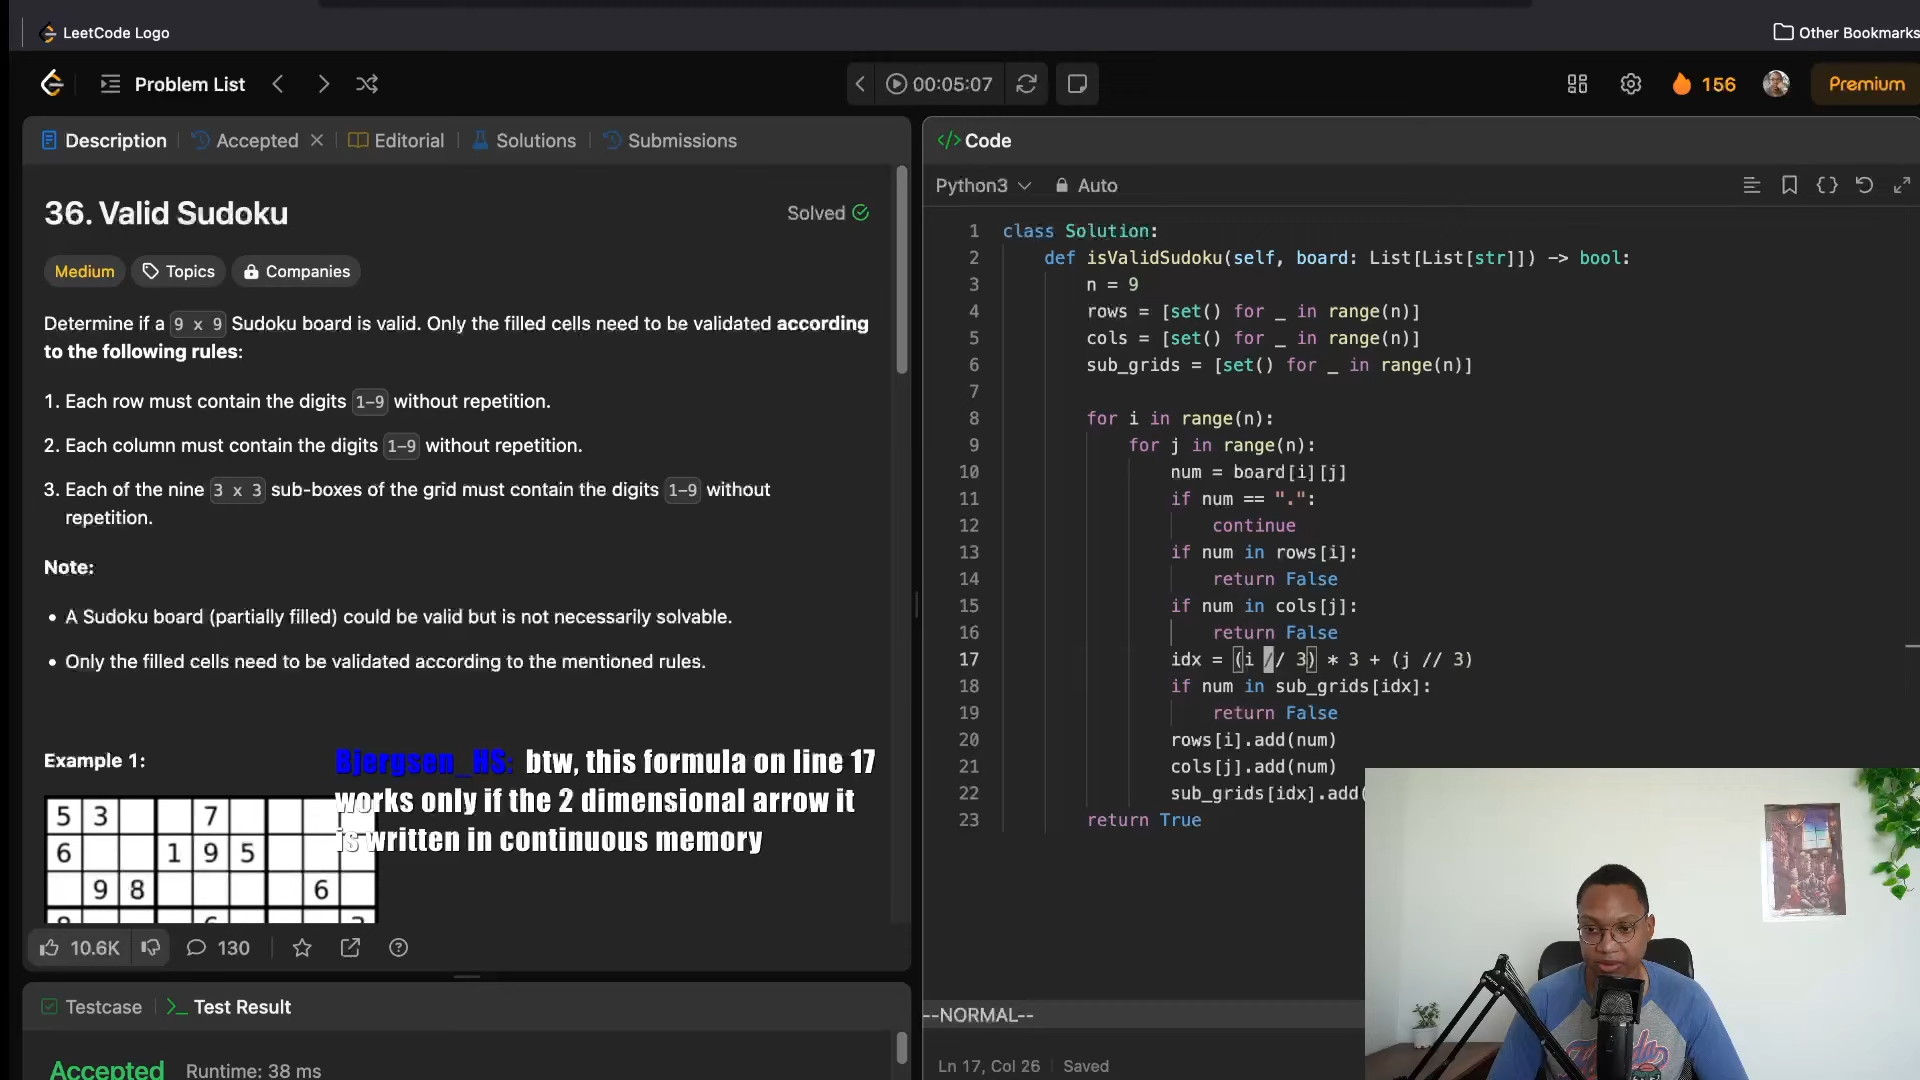 LeetCode Logo
Other Bookmarks
Problem List
00:05:07
156
Premium
Description
Accepted
Editorial
Solutions
Submissions
Code
Python3
Auto
36. Valid Sudoku
Solved
Medium
Topics
Companies
Determine if a 9 x 9 Sudoku board is valid. Only the filled cells need to be validated according
to the following rules:
1. Each row must contain the digits 1-9 without repetition.
2. Each column must contain the digits 1-9 without repetition.
3. Each of the nine 3 x 3 sub-boxes of the grid must contain the digits 1-9 without
repetition.
Note:
• A Sudoku board (partially filled) could be valid but is not necessarily solvable.
• Only the filled cells need to be validated according to the mentioned rules.
Example 1:
Bjergsen_HS: btw, this formula on line 17
works only if the 2 dimensional arrow it
is written in continuous memory
5 3 7
6 1 9 5
9 8 6
10.6K
130
Testcase
Test Result
Accepted
Runtime: 38 ms
1 class Solution:
2 def isValidSudoku(self, board: List[List[str]]) -> bool:
3 n = 9
4 rows = [set() for _ in range(n)]
5 cols = [set() for _ in range(n)]
6 sub_grids = [set() for _ in range(n)]
7
8 for i in range(n):
9 for j in range(n):
10 num = board[i][j]
11 if num == ".":
12 continue
13 if num in rows[i]:
14 return False
15 if num in cols[j]:
16 return False
17 idx = (i // 3) * 3 + (j // 3)
18 if num in sub_grids[idx]:
19 return False
20 rows[i].add(num)
21 cols[j].add(num)
22 sub_grids[idx].add(
23 return True
--NORMAL--
Ln 17, Col 26
Saved